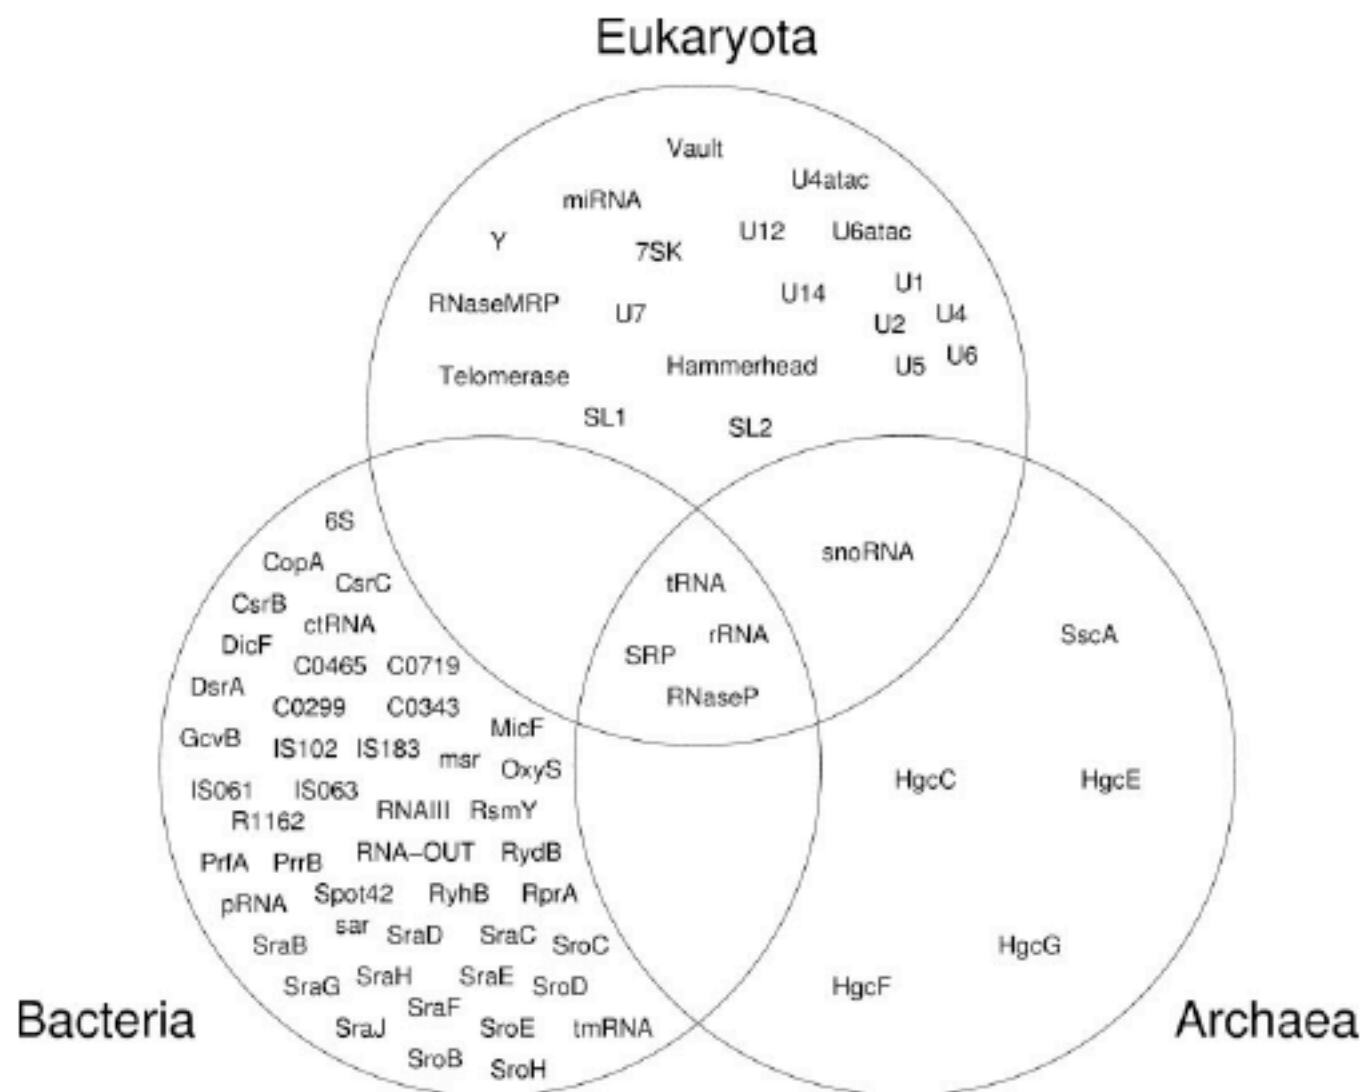 Eukaryota
Vault
U4atac
miRNA
Y
7SK
U12
U6atac
U1
RNaseMRP
U7
U14
U2
U4
Telomerase
Hammerhead
U5
U6
SL1
SL2
6S
CopA
CsrC
CsrB
ctRNA
DicF
C0465
C0719
DsrA
C0299
C0343
GcvB
IS102
IS183
msr
MicF
OxyS
IS061
IS063
R1162
RNAIII
RsmY
PrfA
PrrB
RNA-OUT
RydB
pRNA
Spot42
RyhB
RprA
sar
SraB
SraD
SraC
SroC
SraG
SraH
SraE
SroD
SraF
SraJ
SroE
tmRNA
SroB
SroH
tRNA
rRNA
SRP
RNaseP
snoRNA
SscA
HgcC
HgcE
HgcG
HgcF
Bacteria
Archaea